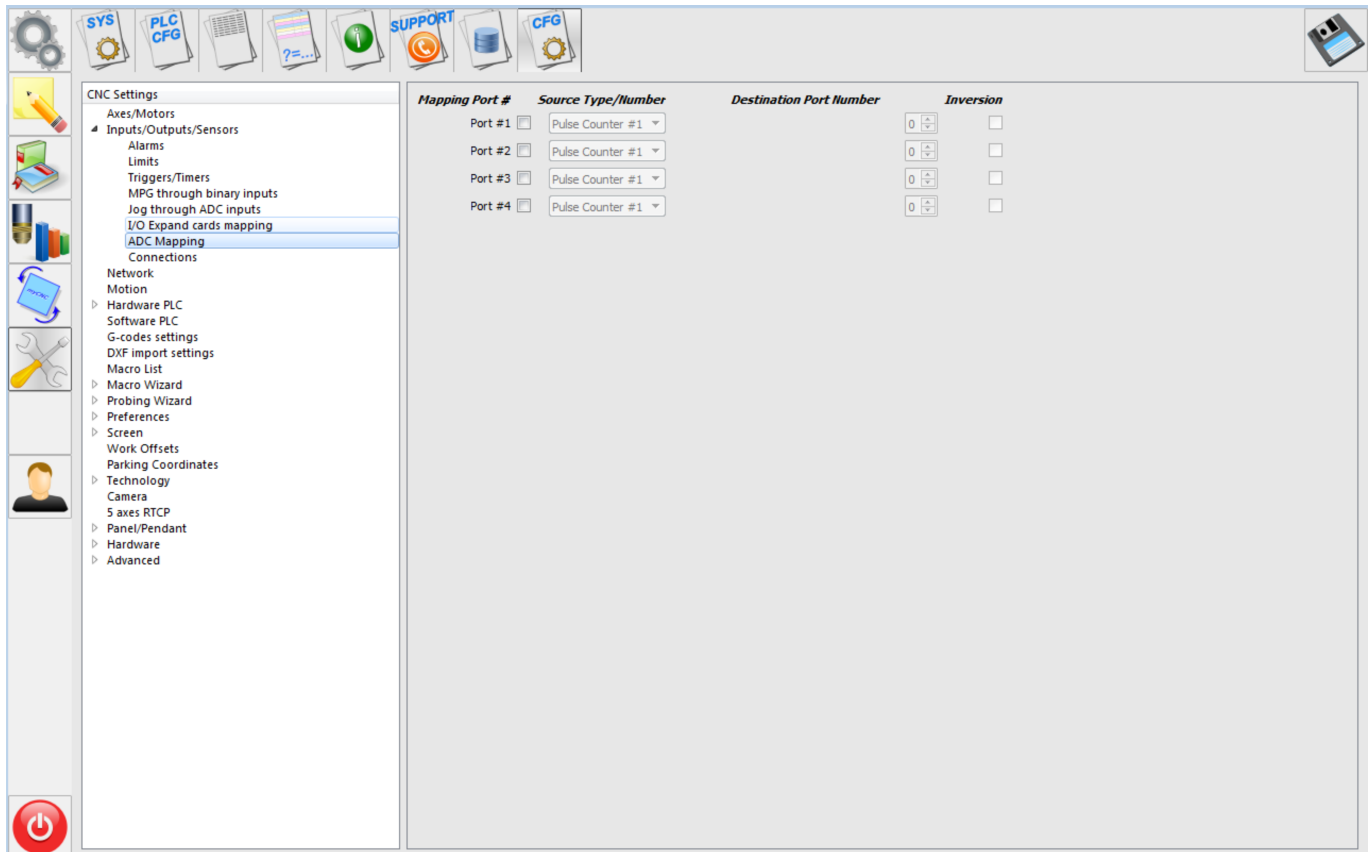 SYS
PLC
CFG
?=...
SUPPORT
CFG
CNC Settings
Axes/Motors
Inputs/Outputs/Sensors
Alarms
Limits
Triggers/Timers
MPG through binary inputs
Jog through ADC inputs
I/O Expand cards mapping
ADC Mapping
Connections
Network
Motion
Hardware PLC
Software PLC
G-codes settings
DXF import settings
Macro List
Macro Wizard
Probing Wizard
Preferences
Screen
Work Offsets
Parking Coordinates
Technology
Camera
5 axes RTCP
Panel/Pendant
Hardware
Advanced
Mapping Port # Source Type/Number Destination Port Number Inversion
Port #1 Pulse Counter #1 0
Port #2 Pulse Counter #1 0
Port #3 Pulse Counter #1 0
Port #4 Pulse Counter #1 0
myCNC